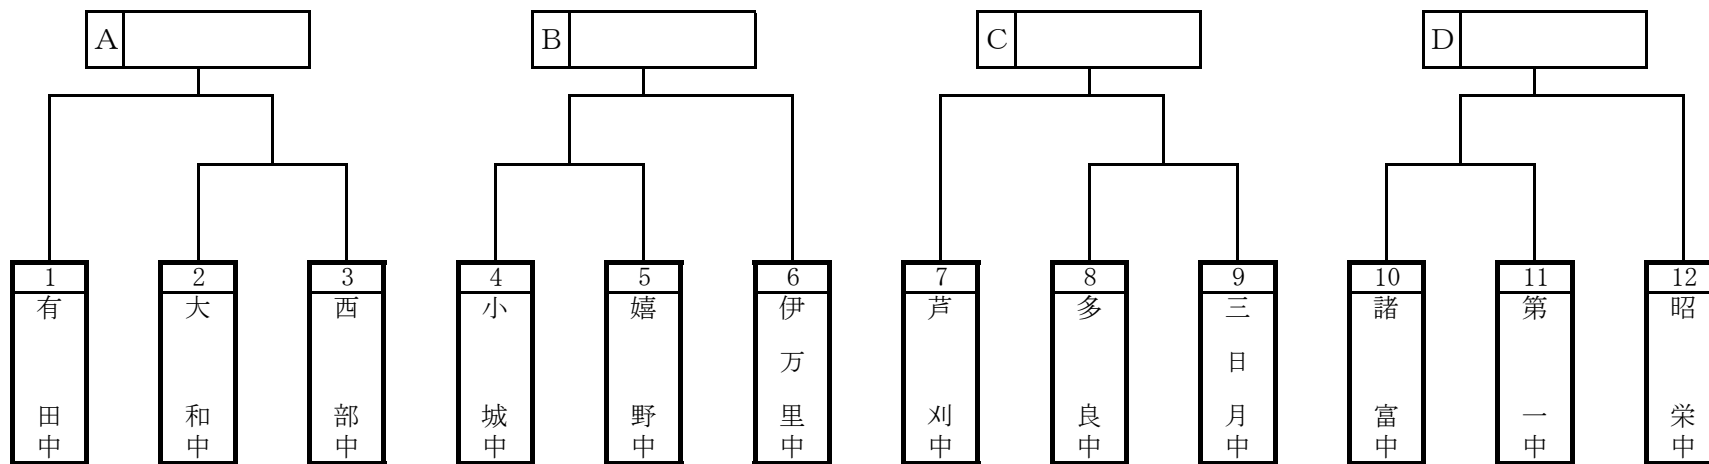 A
B
C
D
1
2
3
4
5
6
7
8
9
10
11
12
有田中
大和中
西部中
小城中
嬉野中
伊万里中
芦刈中
多良中
三日月中
諸富中
第一中
昭栄中